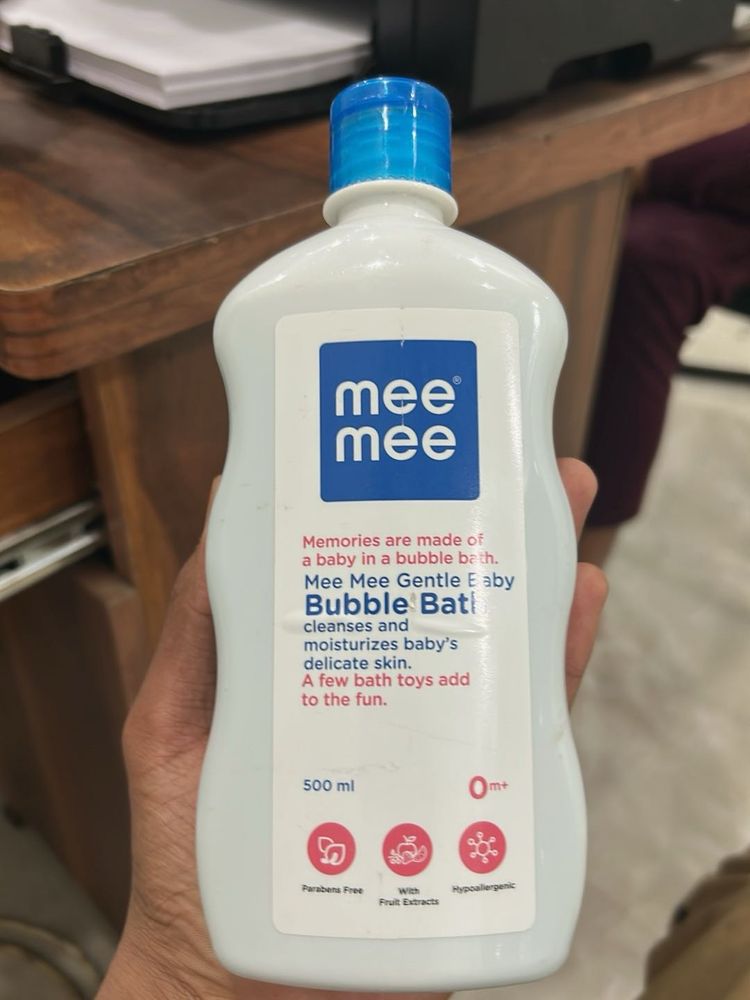 mee®
mee
Memories are made of
a baby in a bubble bath.
Mee Mee Gentle Baby
Bubble Bath
cleanses and
moisturizes baby's
delicate skin.
A few bath toys add
to the fun.
500 ml
0m+
Parabens Free
With
Fruit Extracts
Hypoallergenic